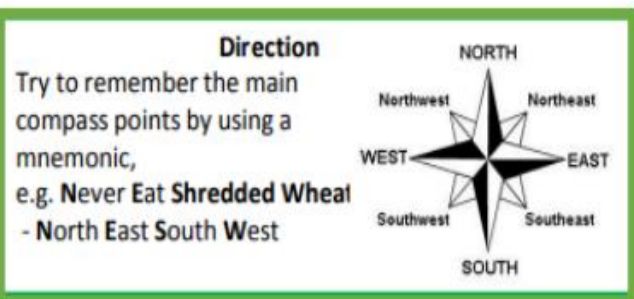 Direction
Try to remember the main
compass points by using a
mnemonic,
e.g. Never Eat Shredded Wheat
- North East South West
NORTH
Northwest
Northeast
WEST
EAST
Southwest
Southeast
SOUTH